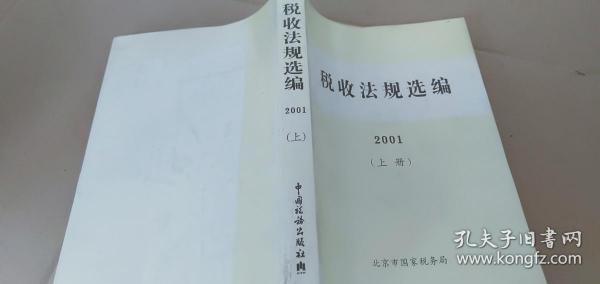 税收法规选编
2001
（上）
中国税务出版社
税收法规选编
2001
（上 册）
北京市国家税务局
孔夫子旧书网
www.kongfz.com